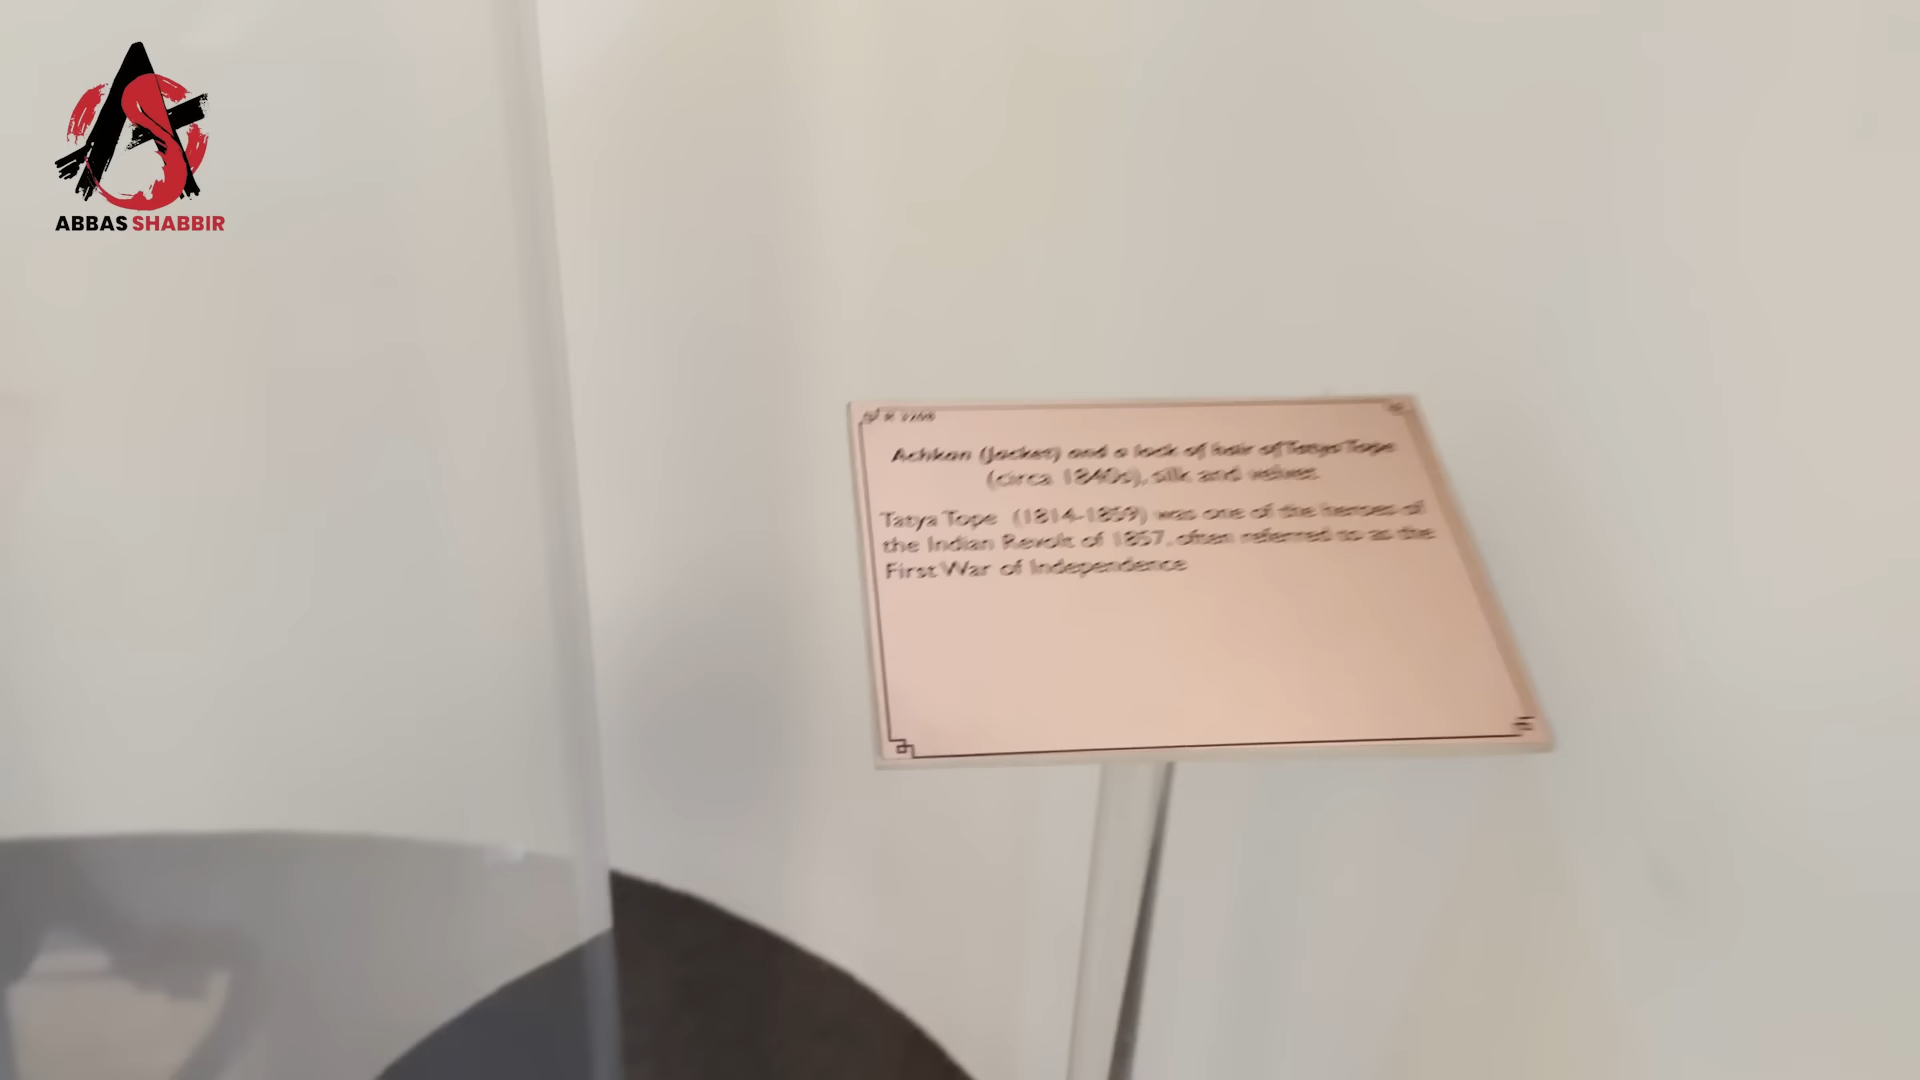 ABBAS SHABBIR
Achkan (Jacket) and a lock of hair of Tatya Tope
(circa 1840s), silk and velvet
Tatya Tope (1814-1859) was one of the heroes of
the Indian Revolt of 1857, often referred to as the
First War of Independence